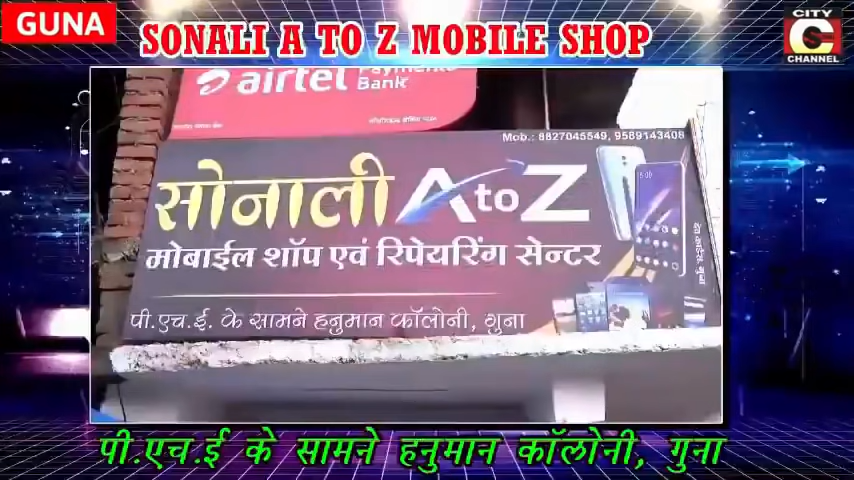 GUNA
SONALI A TO Z MOBILE SHOP
CITY
CHANNEL
airtel Payments
Bank
Mob.: 8827045549, 9589143408
सोनाली A to Z
मोबाईल शॉप एवं रिपेयरिंग सेन्टर
पी.एच.ई. के सामने हनुमान कॉलोनी, गुना
पी.एच.ई के सामने हनुमान कॉलोनी, गुना